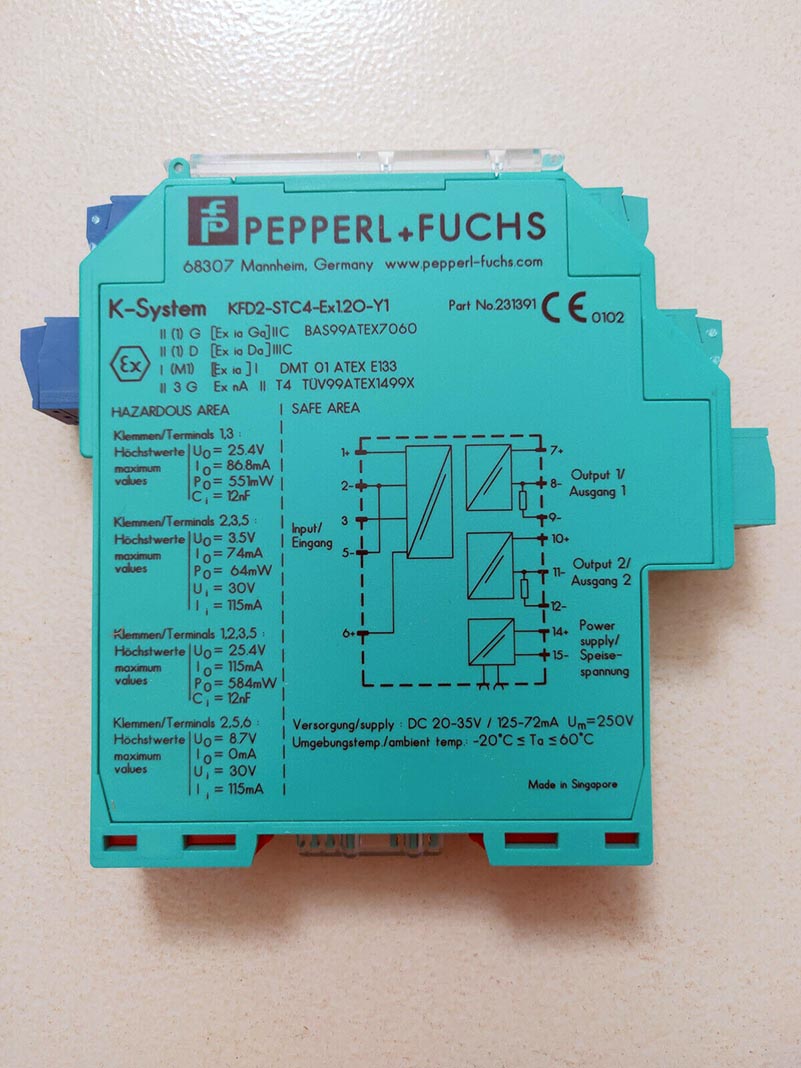 PEPPERL+FUCHS
68307 Mannheim, Germany www.pepperl-fuchs.com
K-System KFD2-STC4-Ex1.2O-Y1 Part No.231391 CE 0102
II (1) G [Ex ia Ga] IIC BAS99ATEX7060
II (1) D [Ex ia Da] IIIC
Ex I (M1) [Ex ia] I DMT 01 ATEX E133
II 3 G Ex nA II T4 TÜV99ATEX1499X
HAZARDOUS AREA SAFE AREA
Klemmen/Terminals 1,3 :
Höchstwerte U0 = 25.4V
I0 = 86.8mA
maximum P0 = 551mW
values Ci = 12nF
Klemmen/Terminals 2,3,5 :
Höchstwerte U0 = 3.5V
I0 = 74mA
maximum P0 = 64mW
values Ui = 30V
Ii = 115mA
Klemmen/Terminals 1,2,3,5 :
Höchstwerte U0 = 25.4V
I0 = 115mA
maximum P0 = 584mW
values Ci = 12nF
Klemmen/Terminals 2,5,6 :
Höchstwerte U0 = 8.7V
I0 = 0mA
maximum Ui = 30V
values Ii = 115mA
Input/
Eingang
1+
2-
3
5-
6+
7+
8-
9-
10+
11-
12-
14+
15-
Output 1/
Ausgang 1
Output 2/
Ausgang 2
Power
supply/
Speise-
spannung
Versorgung/supply : DC 20-35V / 125-72mA Um=250V
Umgebungstemp./ambient temp.: -20°C ≤ Ta ≤ 60°C
Made in Singapore